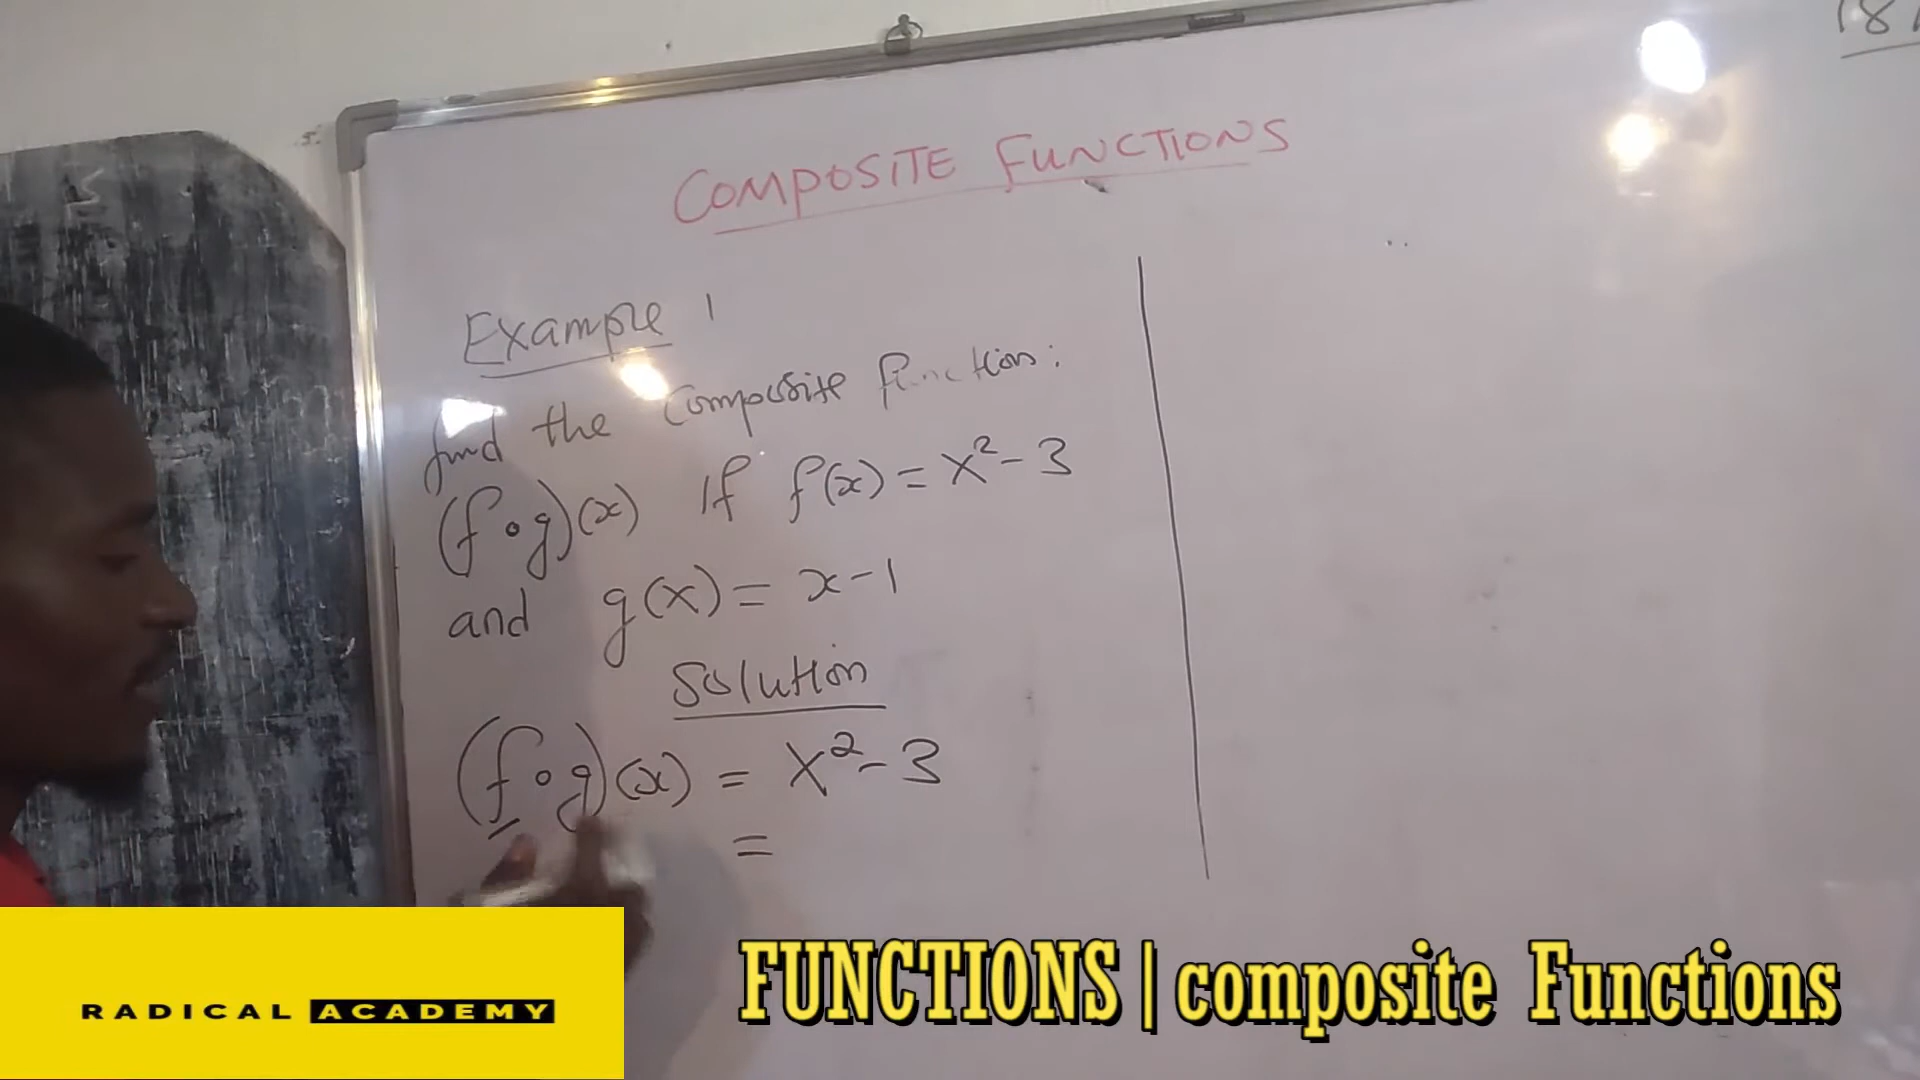 COMPOSITE FUNCTIONS
Example 1
find the composite function:
(f∘g)(x) If f(x) = x² - 3
and g(x) = x - 1
Solution
(f∘g)(x) = x² - 3
=
RADICAL ACADEMY
FUNCTIONS | composite Functions